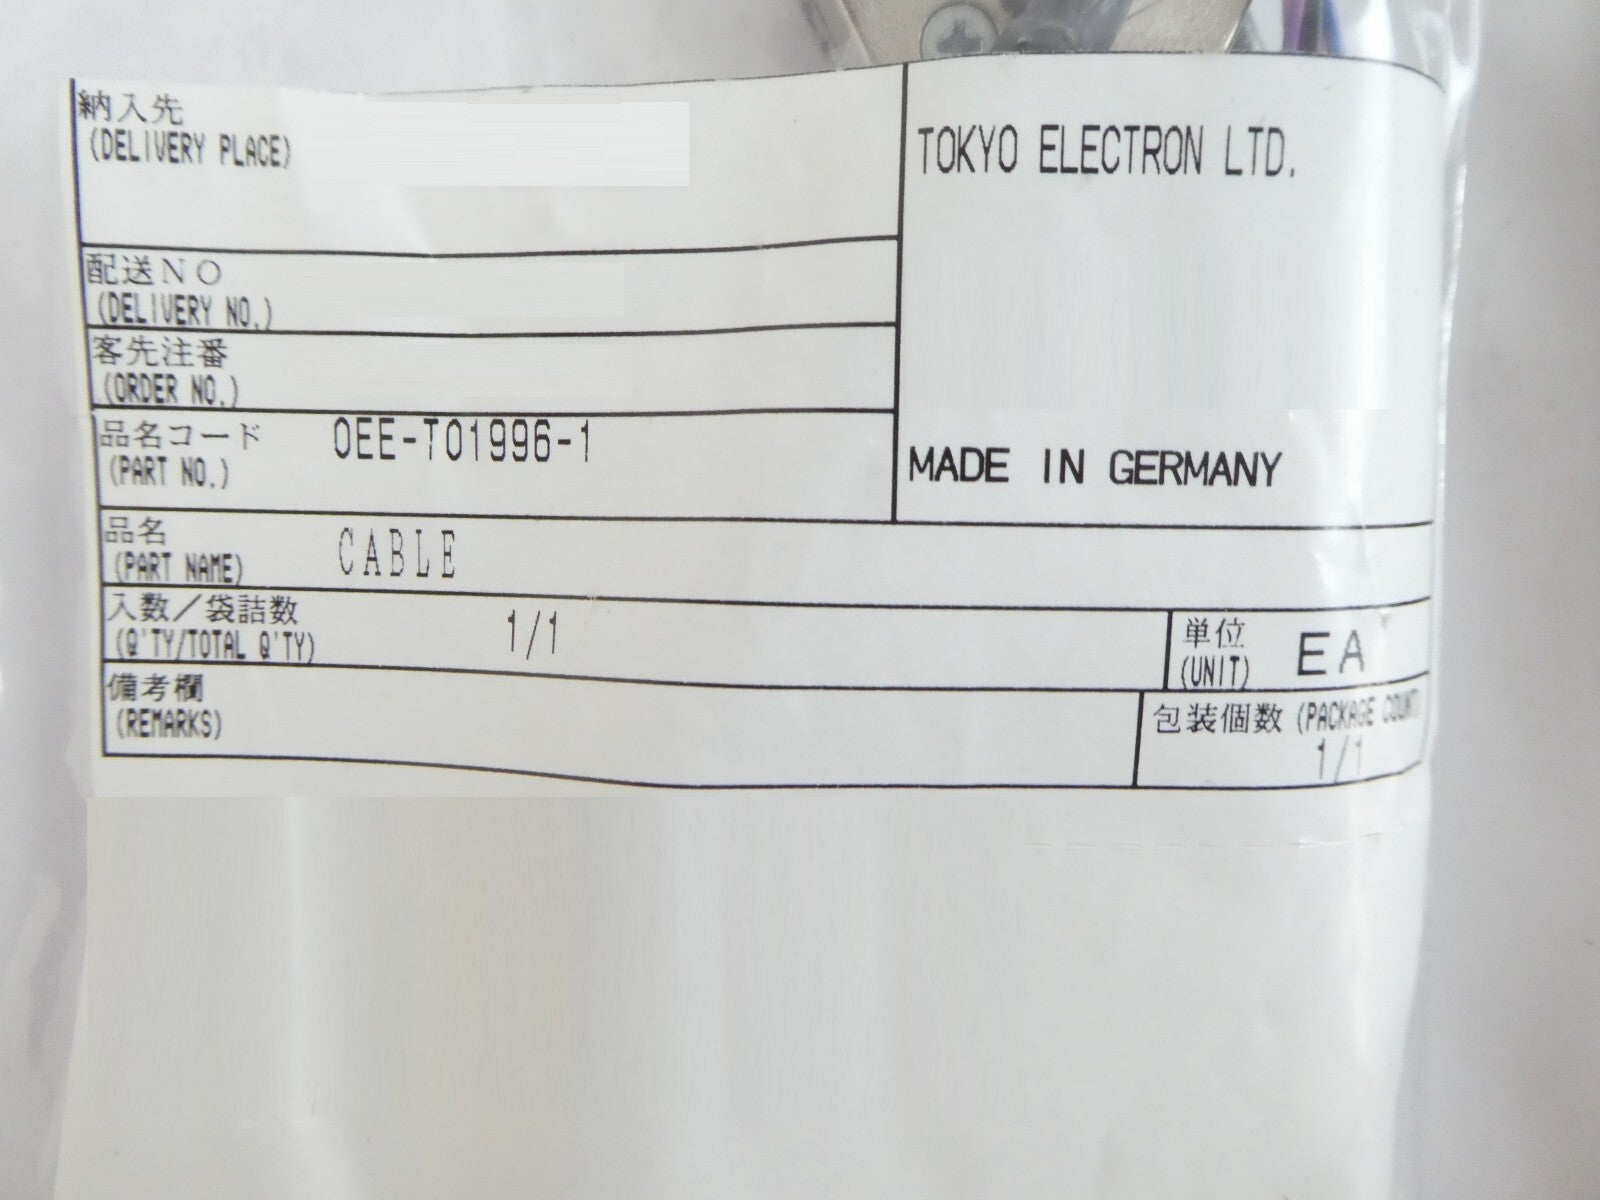 納入先
(DELIVERY PLACE)
TOKYO ELECTRON LTD.
配送NO
(DELIVERY NO.)
客先注番
(ORDER NO.)
品名コード OEE-T01996-1
(PART NO.)
MADE IN GERMANY
品名 CABLE
(PART NAME)
入数/袋詰数 1/1
(Q'TY/TOTAL Q'TY)
単位 EA
(UNIT)
備考欄
(REMARKS)
包装個数 (PACKAGE COUNT)
1/1